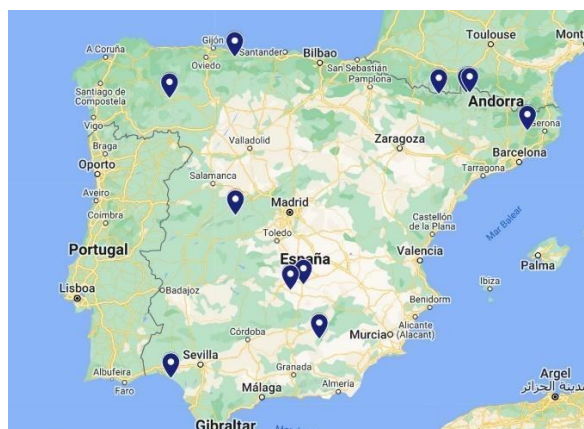 Toulouse
Mont
A Coruña
Gijón
Oviedo
Santander
Bilbao
San Sebastián
Pamplona
Santiago de
Compostela
Andorra
Vigo
Gerona
Braga
Valladolid
Zaragoza
Barcelona
Oporto
Tarragona
Salamanca
Aveiro
Madrid
Coimbra
Toledo
Castellón
de la Plana
Mar Balear
Portugal
España
Valencia
Palma
Ibiza
Lisboa
Badajoz
Benidorm
Alicante
(Alacant)
Córdoba
Murcia
Albufeira
Sevilla
Faro
Granada
Almería
Málaga
Argel
مدينة الجزائر
Gibraltar